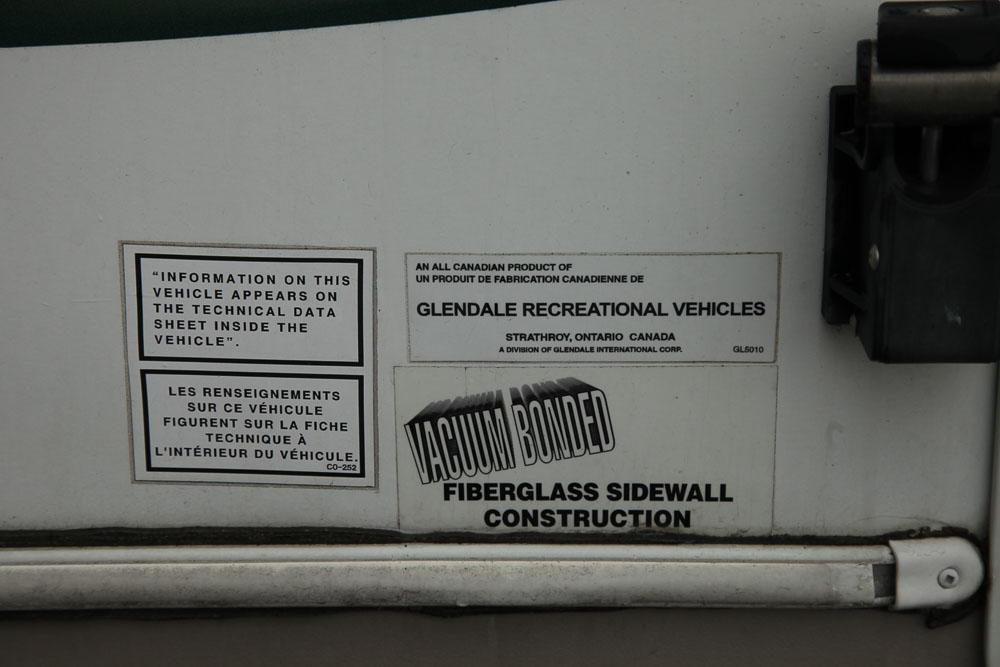 “INFORMATION ON THIS
VEHICLE APPEARS ON
THE TECHNICAL DATA
SHEET INSIDE THE
VEHICLE”.
LES RENSEIGNEMENTS
SUR CE VÉHICULE
FIGURENT SUR LA FICHE
TECHNIQUE À
L'INTÉRIEUR DU VÉHICULE.
CO-252
AN ALL CANADIAN PRODUCT OF
UN PRODUIT DE FABRICATION CANADIENNE DE
GLENDALE RECREATIONAL VEHICLES
STRATHROY, ONTARIO CANADA
A DIVISION OF GLENDALE INTERNATIONAL CORP.
GL5010
VACUUM BONDED
FIBERGLASS SIDEWALL
CONSTRUCTION